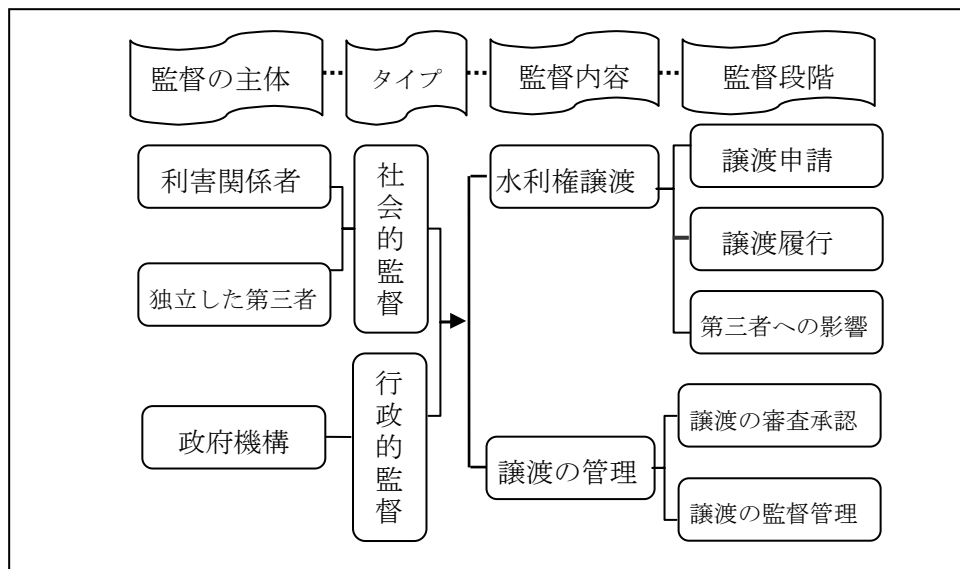 監督の主体
タイプ
監督内容
監督段階
利害関係者
独立した第三者
政府機構
社会的監督
行政的監督
水利権譲渡
譲渡の管理
譲渡申請
譲渡履行
第三者への影響
譲渡の審査承認
譲渡の監督管理